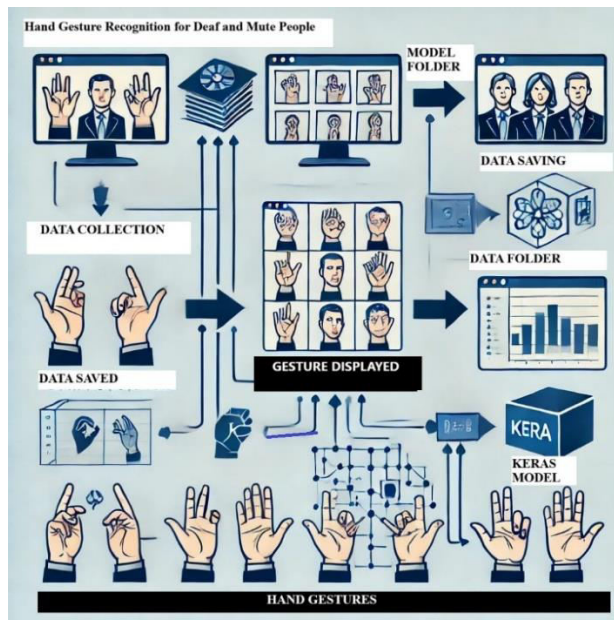 Hand Gesture Recognition for Deaf and Mute People
MODEL
FOLDER
DATA SAVING
DATA COLLECTION
DATA FOLDER
GESTURE DISPLAYED
DATA SAVED
KERA
KERAS
MODEL
HAND GESTURES